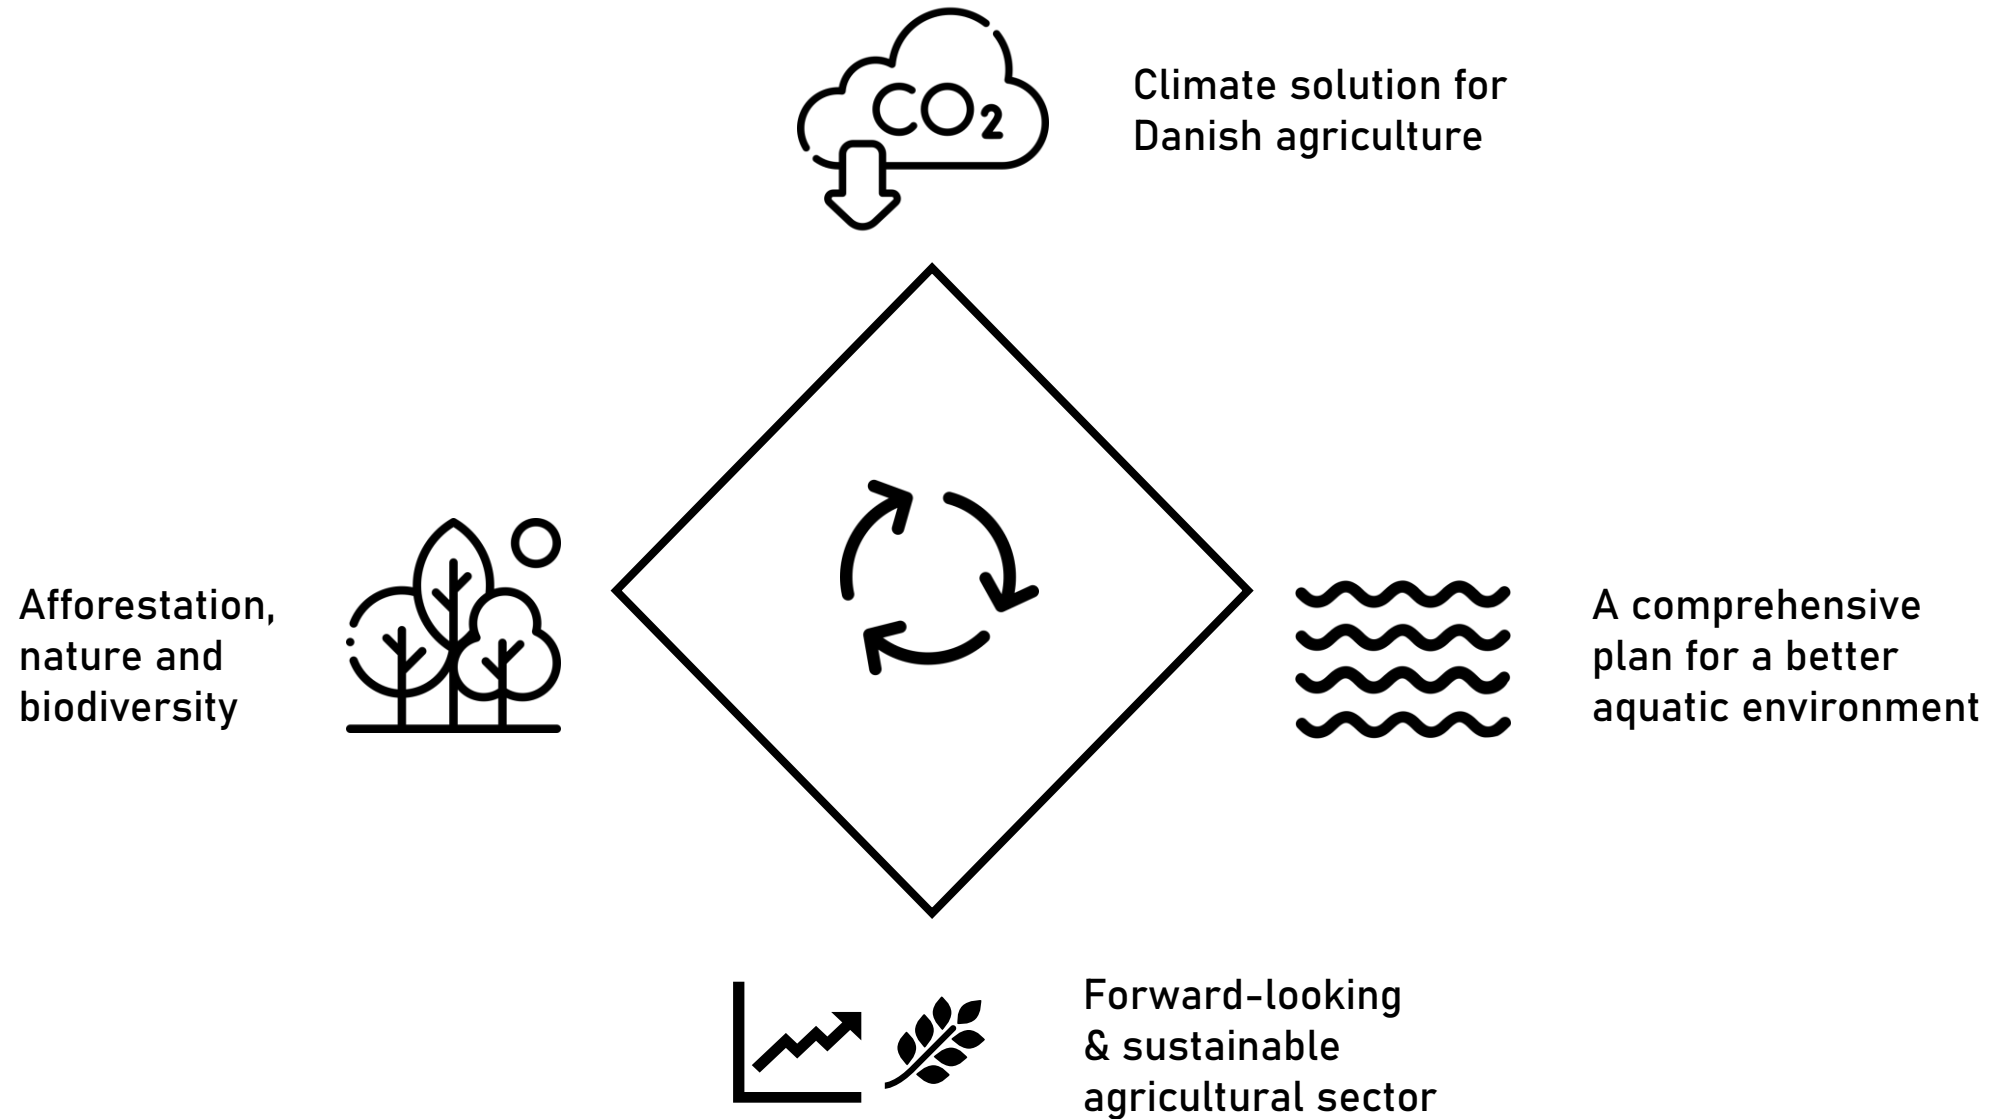 CO₂
Climate solution for
Danish agriculture
Afforestation,
nature and
biodiversity
A comprehensive
plan for a better
aquatic environment
Forward-looking
& sustainable
agricultural sector